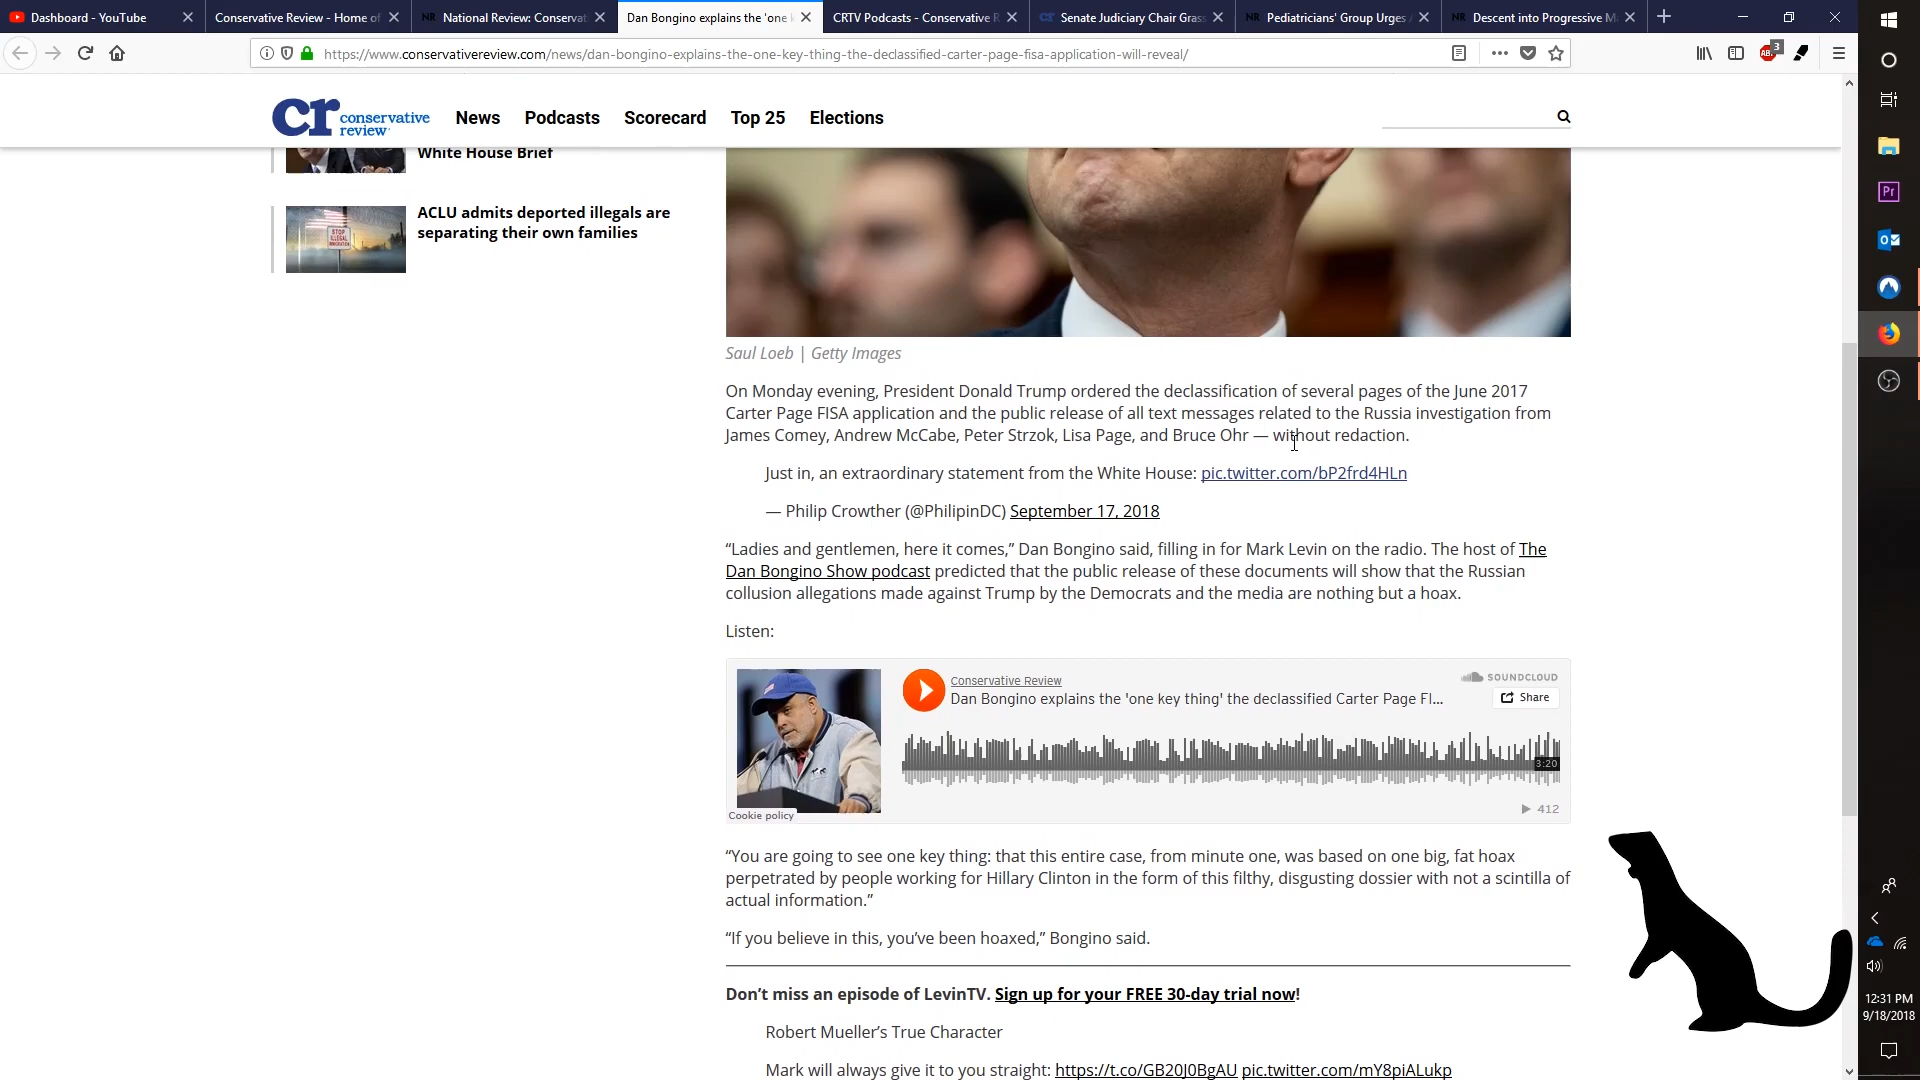 Dashboard - YouTube
Conservative Review - Home of
NR National Review: Conservat
Dan Bongino explains the 'one k
CRTV Podcasts - Conservative R
Senate Judiciary Chair Grass
NR Pediatricians' Group Urges A
NR Descent into Progressive M
https://www.conservativereview.com/news/dan-bongino-explains-the-one-key-thing-the-declassified-carter-page-fisa-application-will-reveal/
ABP
3
cr conservative
review
News
Podcasts
Scorecard
Top 25
Elections
White House Brief
ACLU admits deported illegals are
separating their own families
STOP
ILLEGAL
IMMIGRATION
Saul Loeb | Getty Images
On Monday evening, President Donald Trump ordered the declassification of several pages of the June 2017
Carter Page FISA application and the public release of all text messages related to the Russia investigation from
James Comey, Andrew McCabe, Peter Strzok, Lisa Page, and Bruce Ohr — without redaction.
Just in, an extraordinary statement from the White House: pic.twitter.com/bP2frd4HLn
— Philip Crowther (@PhilipinDC) September 17, 2018
“Ladies and gentlemen, here it comes,” Dan Bongino said, filling in for Mark Levin on the radio. The host of The
Dan Bongino Show podcast predicted that the public release of these documents will show that the Russian
collusion allegations made against Trump by the Democrats and the media are nothing but a hoax.
Listen:
Conservative Review
Dan Bongino explains the 'one key thing' the declassified Carter Page FI...
SOUNDCLOUD
Share
3:20
412
Cookie policy
“You are going to see one key thing: that this entire case, from minute one, was based on one big, fat hoax
perpetrated by people working for Hillary Clinton in the form of this filthy, disgusting dossier with not a scintilla of
actual information.”
“If you believe in this, you’ve been hoaxed,” Bongino said.
Don’t miss an episode of LevinTV. Sign up for your FREE 30-day trial now!
Robert Mueller’s True Character
Mark will always give it to you straight: https://t.co/GB20J0BgAU pic.twitter.com/mY8piALukp
Pr
12:31 PM
9/18/2018